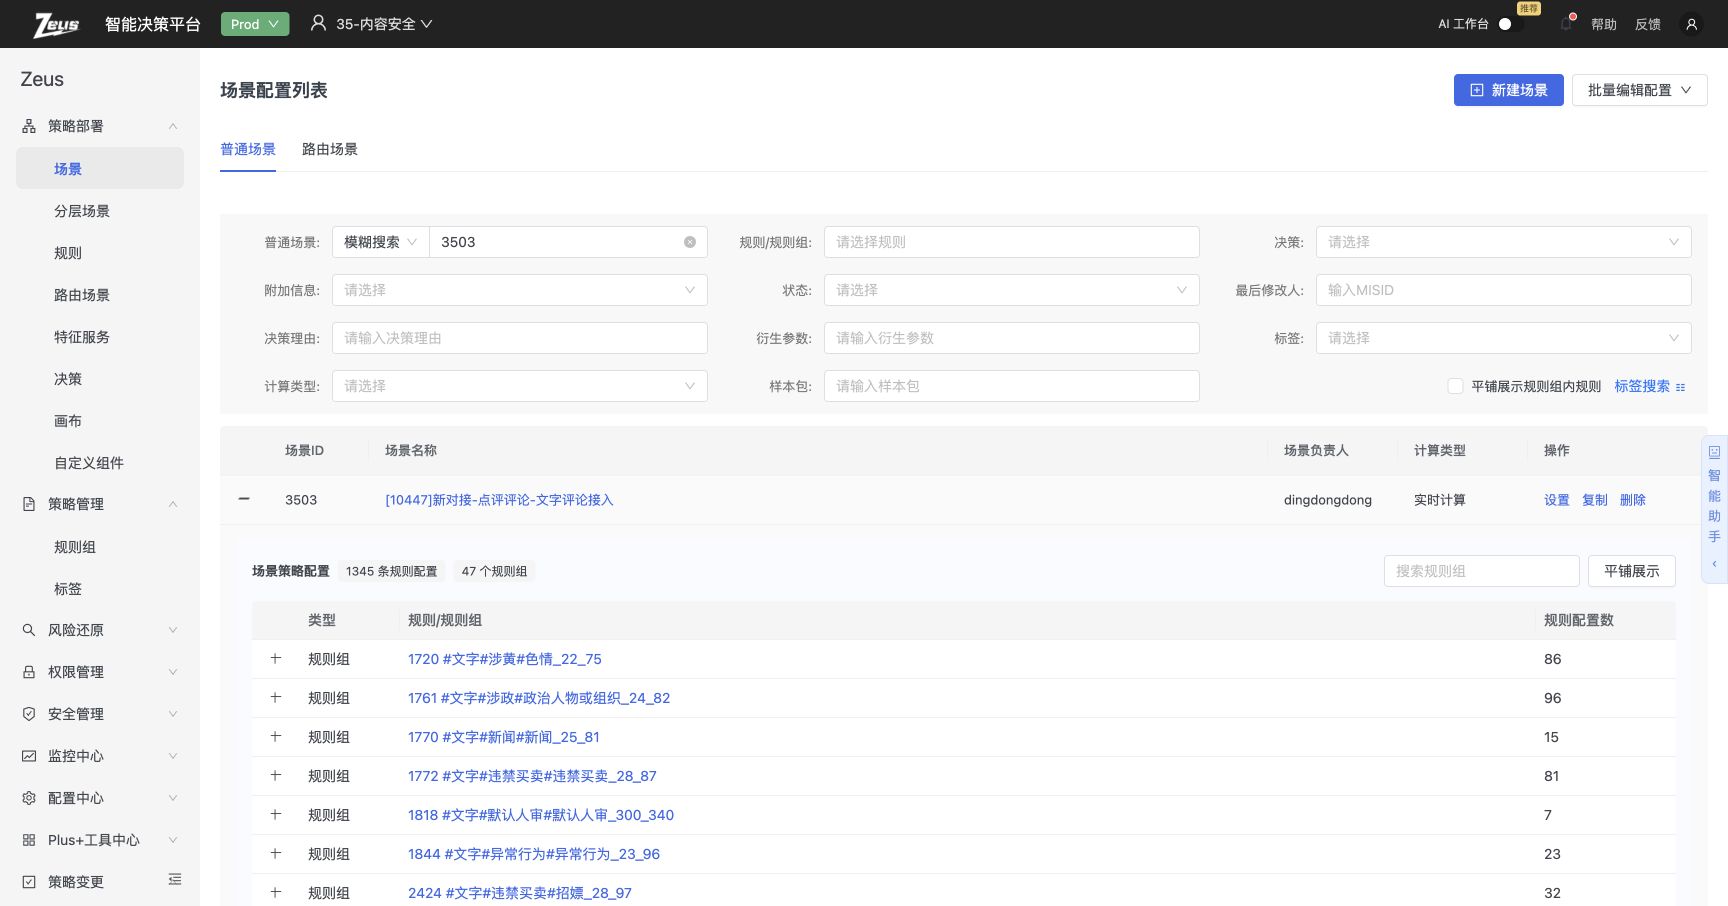 Zeus 智能决策平台 Prod 35-内容安全 AI 工作台 推荐 帮助 反馈
Zeus
策略部署
场景
分层场景
规则
路由场景
特征服务
决策
画布
自定义组件
策略管理
规则组
标签
风险还原
权限管理
安全管理
监控中心
配置中心
Plus+工具中心
策略变更
场景配置列表 新建场景 批量编辑配置
普通场景 路由场景
普通场景: 模糊搜索 3503 规则/规则组: 请选择规则 决策: 请选择
附加信息: 请选择 状态: 请选择 最后修改人: 输入MISID
决策理由: 请输入决策理由 衍生参数: 请输入衍生参数 标签: 请选择
计算类型: 请选择 样本包: 请输入样本包 平铺展示规则组内规则 标签搜索
场景ID 场景名称 场景负责人 计算类型 操作
3503 [10447]新对接-点评评论-文字评论接入 dingdongdong 实时计算 设置 复制 删除
场景策略配置 1345 条规则配置 47 个规则组 搜索规则组 平铺展示
类型 规则/规则组 规则配置数
规则组 1720 #文字#涉黄#色情_22_75 86
规则组 1761 #文字#涉政#政治人物或组织_24_82 96
规则组 1770 #文字#新闻#新闻_25_81 15
规则组 1772 #文字#违禁买卖#违禁买卖_28_87 81
规则组 1818 #文字#默认人审#默认人审_300_340 7
规则组 1844 #文字#异常行为#异常行为_23_96 23
规则组 2424 #文字#违禁买卖#招嫖_28_97 32
智能助手